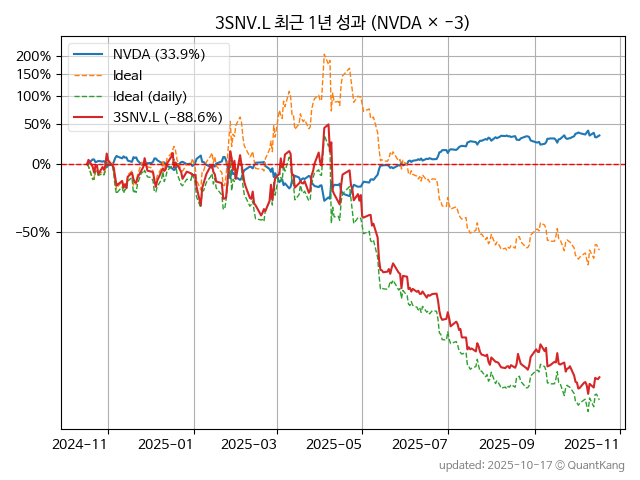 3SNV.L 최근 1년 성과 (NVDA × −3)
NVDA (33.9%)
Ideal
Ideal (daily)
3SNV.L (−88.6%)
200%
150%
100%
50%
0%
−50%
2024−11
2025−01
2025−03
2025−05
2025−07
2025−09
2025−11
updated: 2025−10−17 © QuantKang